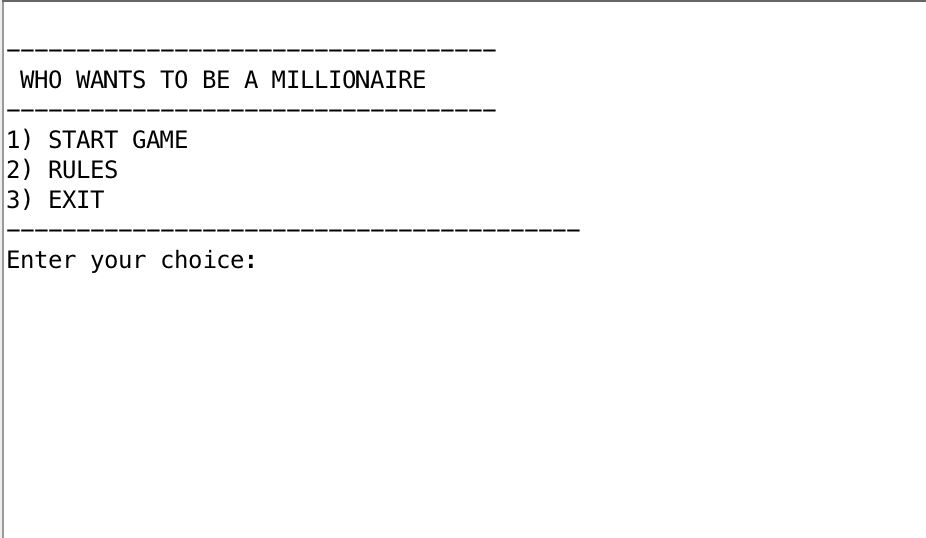 -----------------------------------
 WHO WANTS TO BE A MILLIONAIRE
-----------------------------------
1) START GAME
2) RULES
3) EXIT
-----------------------------------------
Enter your choice: